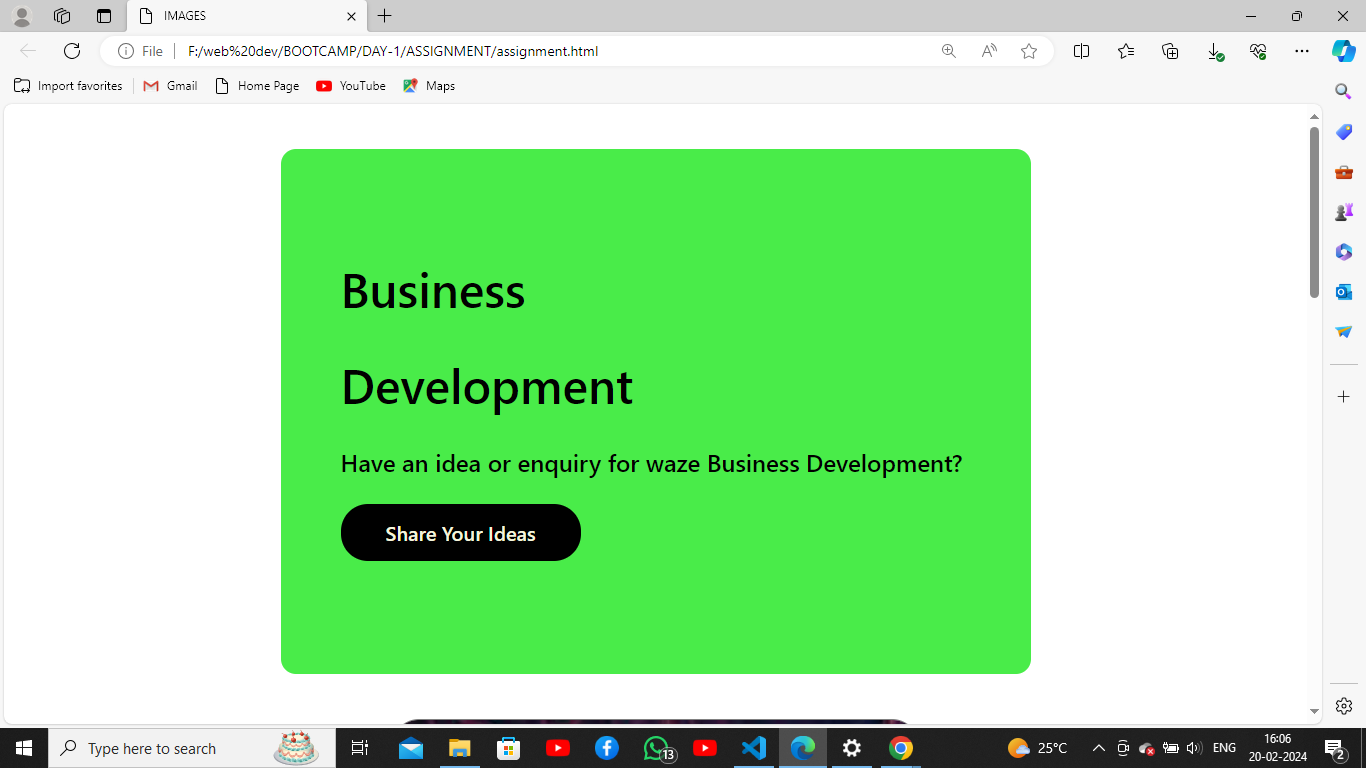 IMAGES
File
F:/web%20dev/BOOTCAMP/DAY-1/ASSIGNMENT/assignment.html
Import favorites
Gmail
Home Page
YouTube
Maps
Business
Development
Have an idea or enquiry for waze Business Development?
Share Your Ideas
Type here to search
13
25°C
ENG
16:06
20-02-2024
2